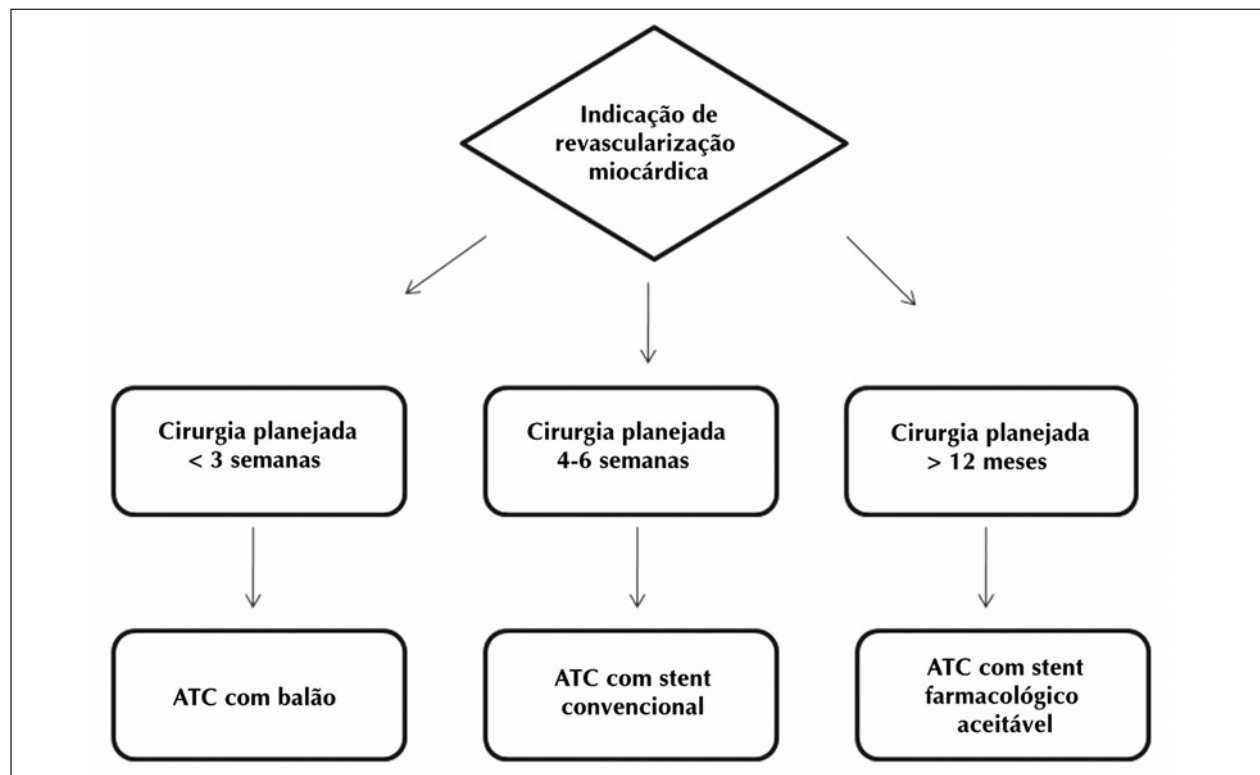 Indicação de
revascularização
miocárdica
Cirurgia planejada
< 3 semanas
Cirurgia planejada
4-6 semanas
Cirurgia planejada
> 12 meses
ATC com balão
ATC com stent
convencional
ATC com stent
farmacológico
aceitável